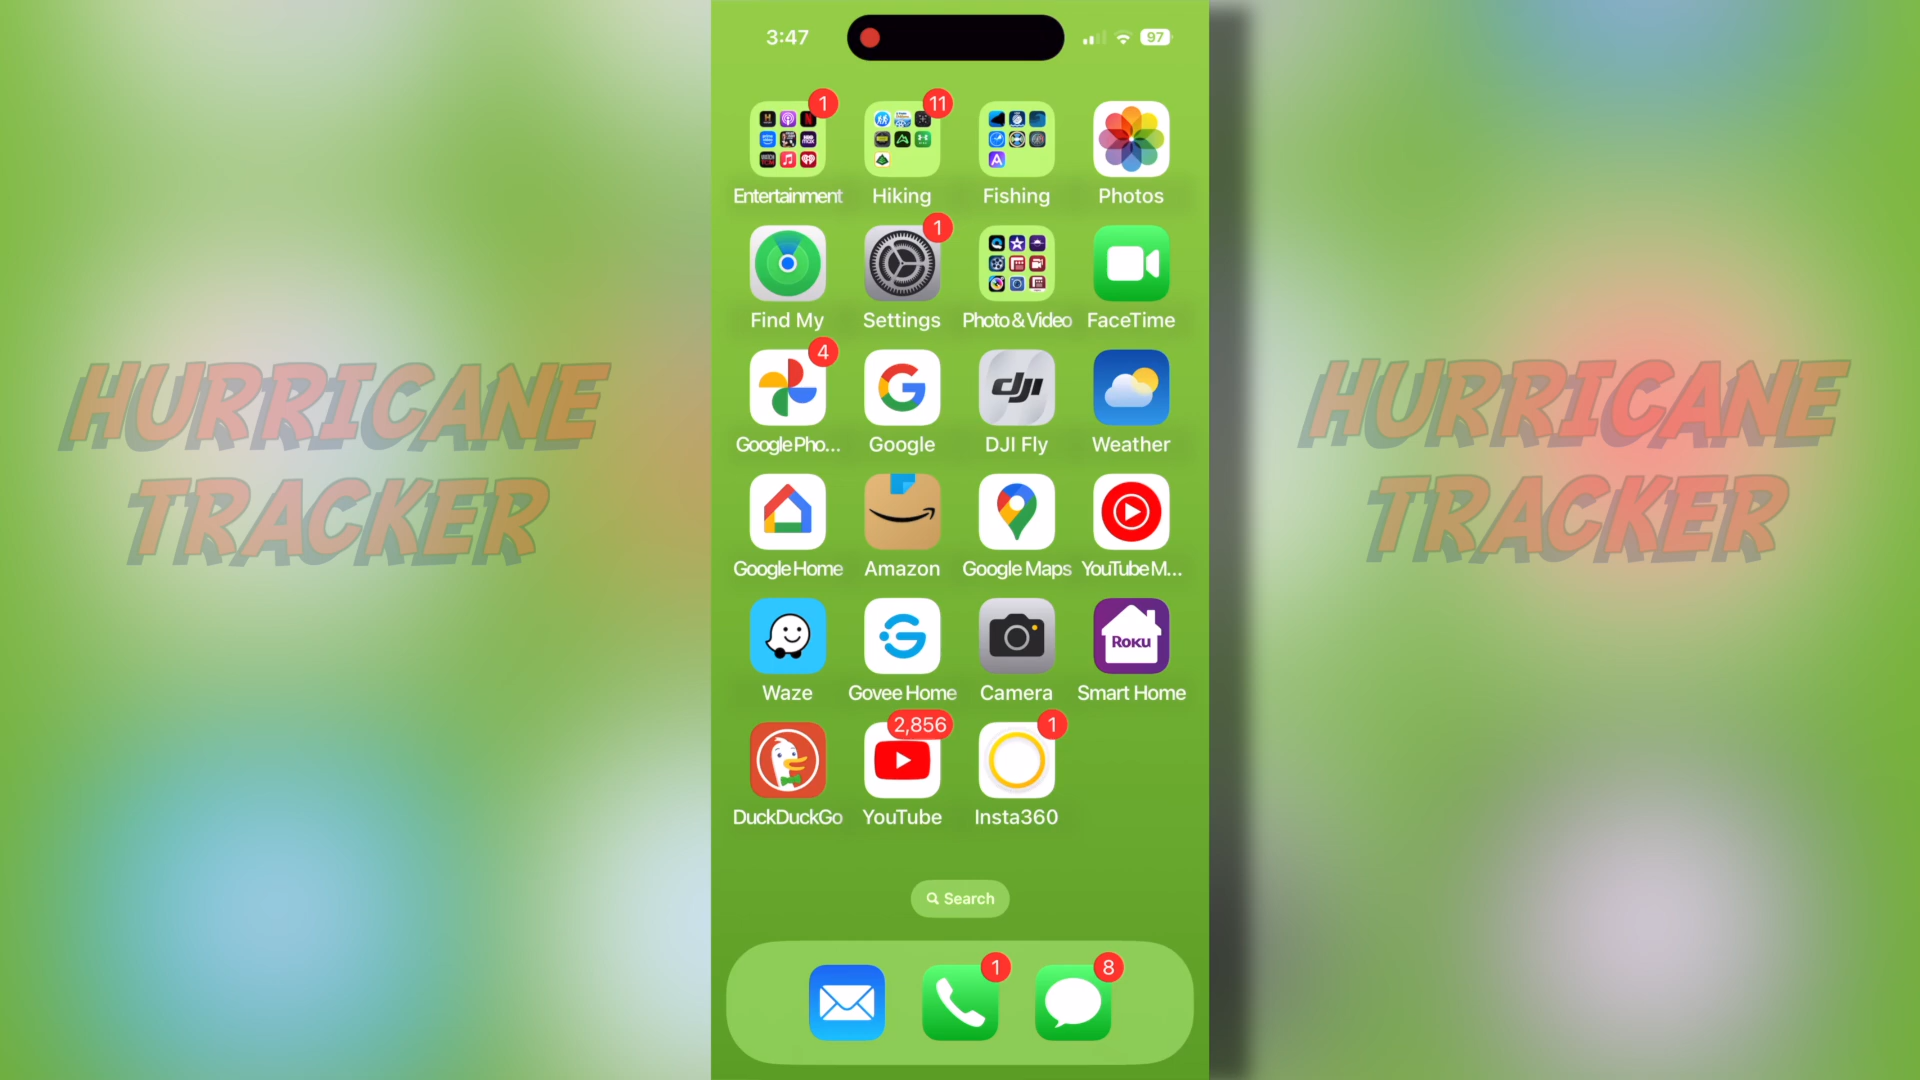 3:47
97
1
11
Entertainment
Hiking
Fishing
Photos
1
Find My
Settings
Photo & Video
FaceTime
4
dji
Google Pho...
Google
DJI Fly
Weather
Google Home
Amazon
Google Maps
YouTube M...
Roku
Waze
Govee Home
Camera
Smart Home
2,856
1
DuckDuckGo
YouTube
Insta360
Search
1
8
HURRICANE
TRACKER
HURRICANE
TRACKER